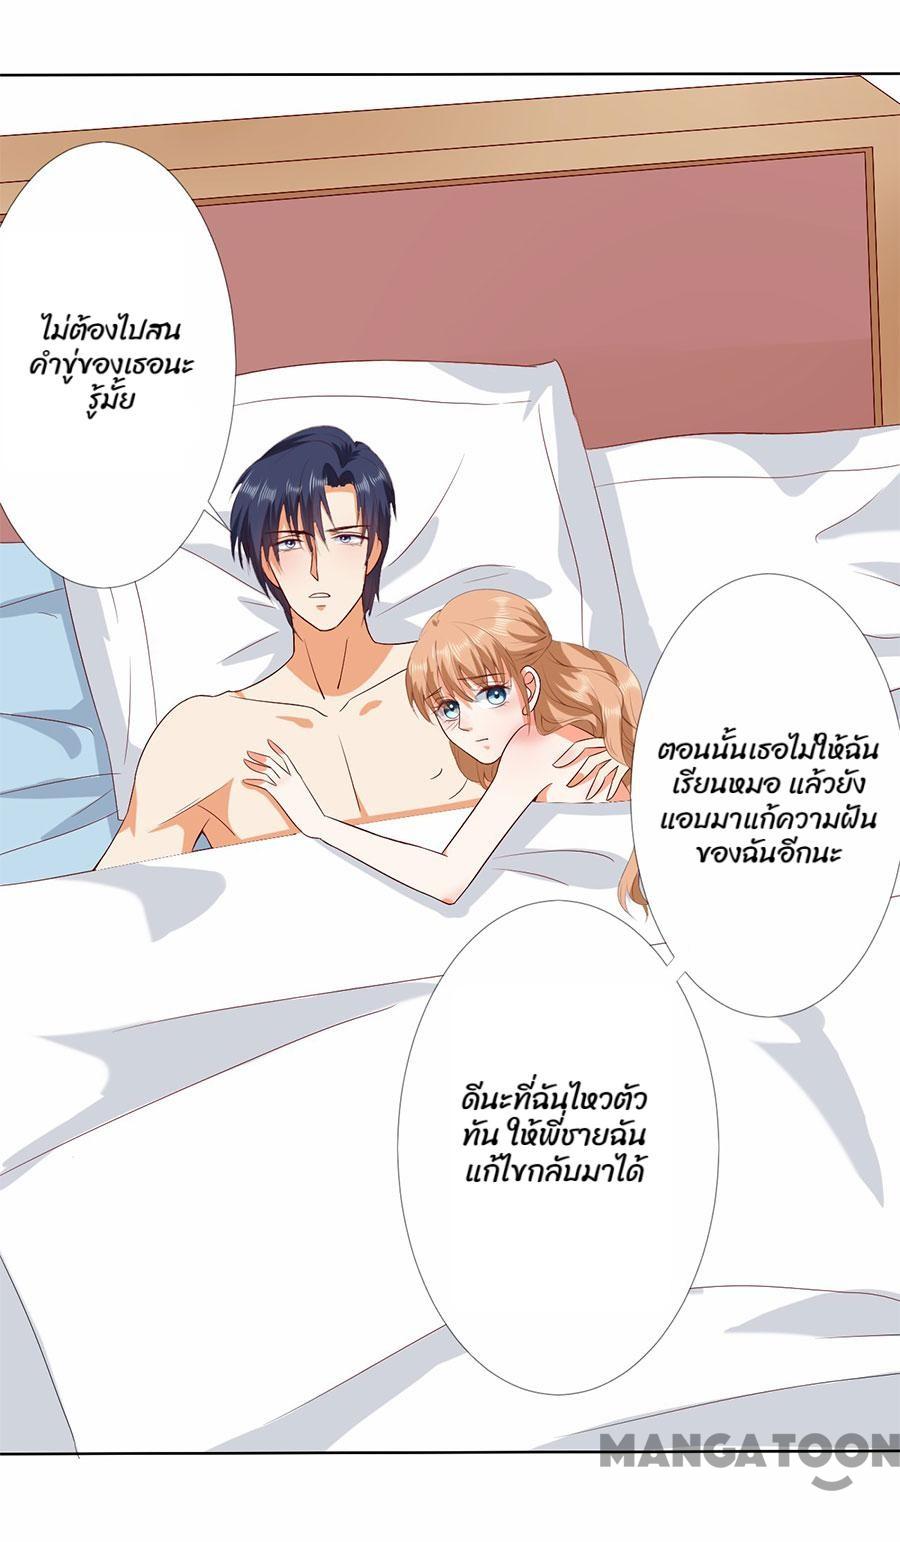 ไม่ต้องไปสน
คำขู่ของเธอนะ
รู้มั้ย
ตอนนั้นเธอไม่ให้ฉัน
เรียนหมอ แล้วยัง
แอบมาแก้ความฝัน
ของฉันอีกนะ
ดีนะที่ฉันไหวตัว
ทัน ให้พี่ชายฉัน
แก้ไขกลับมาได้
MANGATOON